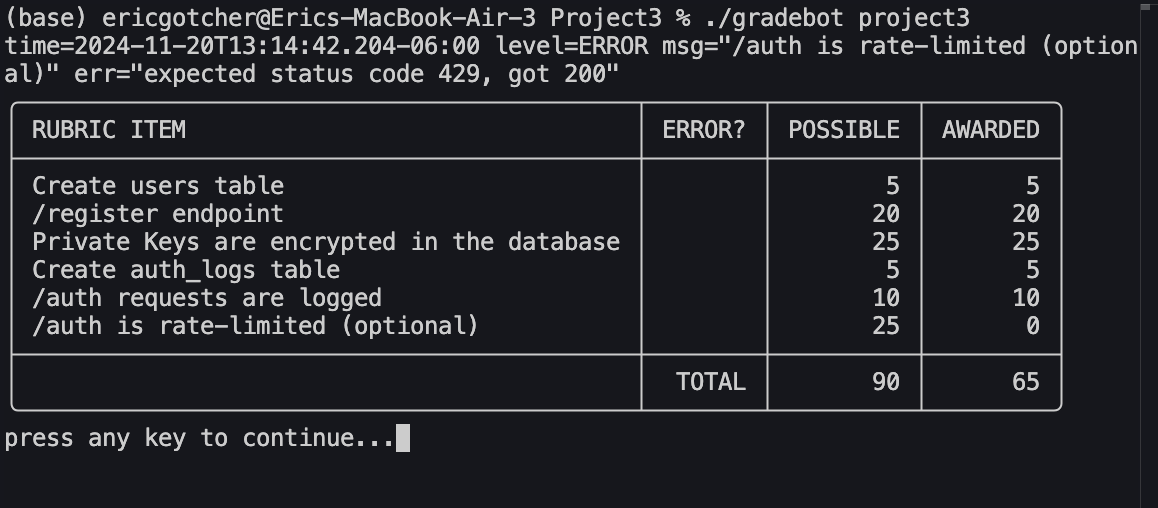 (base) ericgotcher@Erics-MacBook-Air-3 Project3 % ./gradebot project3
time=2024-11-20T13:14:42.204-06:00 level=ERROR msg="/auth is rate-limited (option
al)" err="expected status code 429, got 200"
RUBRIC ITEM ERROR? POSSIBLE AWARDED
Create users table 5 5
/register endpoint 20 20
Private Keys are encrypted in the database 25 25
Create auth_logs table 5 5
/auth requests are logged 10 10
/auth is rate-limited (optional) 25 0
TOTAL 90 65
press any key to continue...